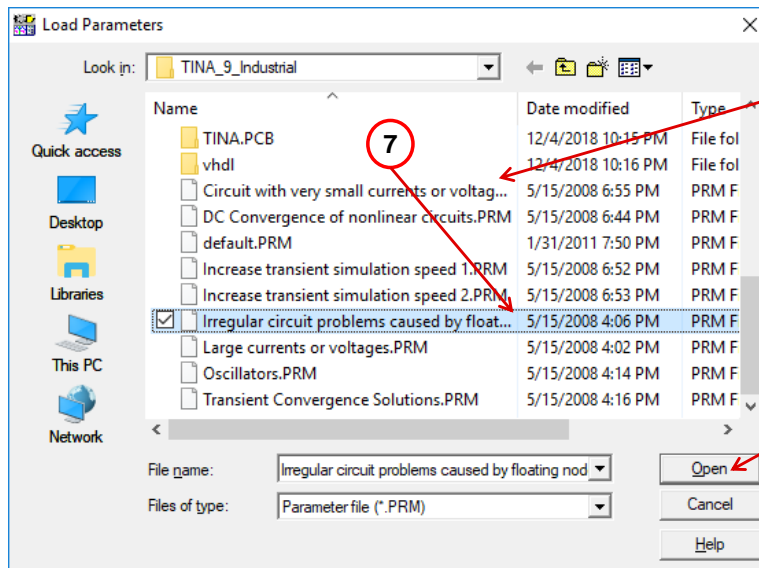 Load Parameters
Look in: TINA_9_Industrial
Name Date modified Type
TINA.PCB 12/4/2018 10:15 PM File fol
7
vhdl 12/4/2018 10:16 PM File fol
Circuit with very small currents or voltag... 5/15/2008 6:55 PM PRM F
DC Convergence of nonlinear circuits.PRM 5/15/2008 6:44 PM PRM F
default.PRM 1/31/2011 7:50 PM PRM F
Increase transient simulation speed 1.PRM 5/15/2008 6:52 PM PRM F
Increase transient simulation speed 2.PRM 5/15/2008 6:53 PM PRM F
Irregular circuit problems caused by float... 5/15/2008 4:06 PM PRM F
Large currents or voltages.PRM 5/15/2008 4:02 PM PRM F
Oscillators.PRM 5/15/2008 4:14 PM PRM F
Transient Convergence Solutions.PRM 5/15/2008 4:16 PM PRM F
Quick access
Desktop
Libraries
This PC
Network
File name: Irregular circuit problems caused by floating nod Open
Files of type: Parameter file (*.PRM) Cancel
Help